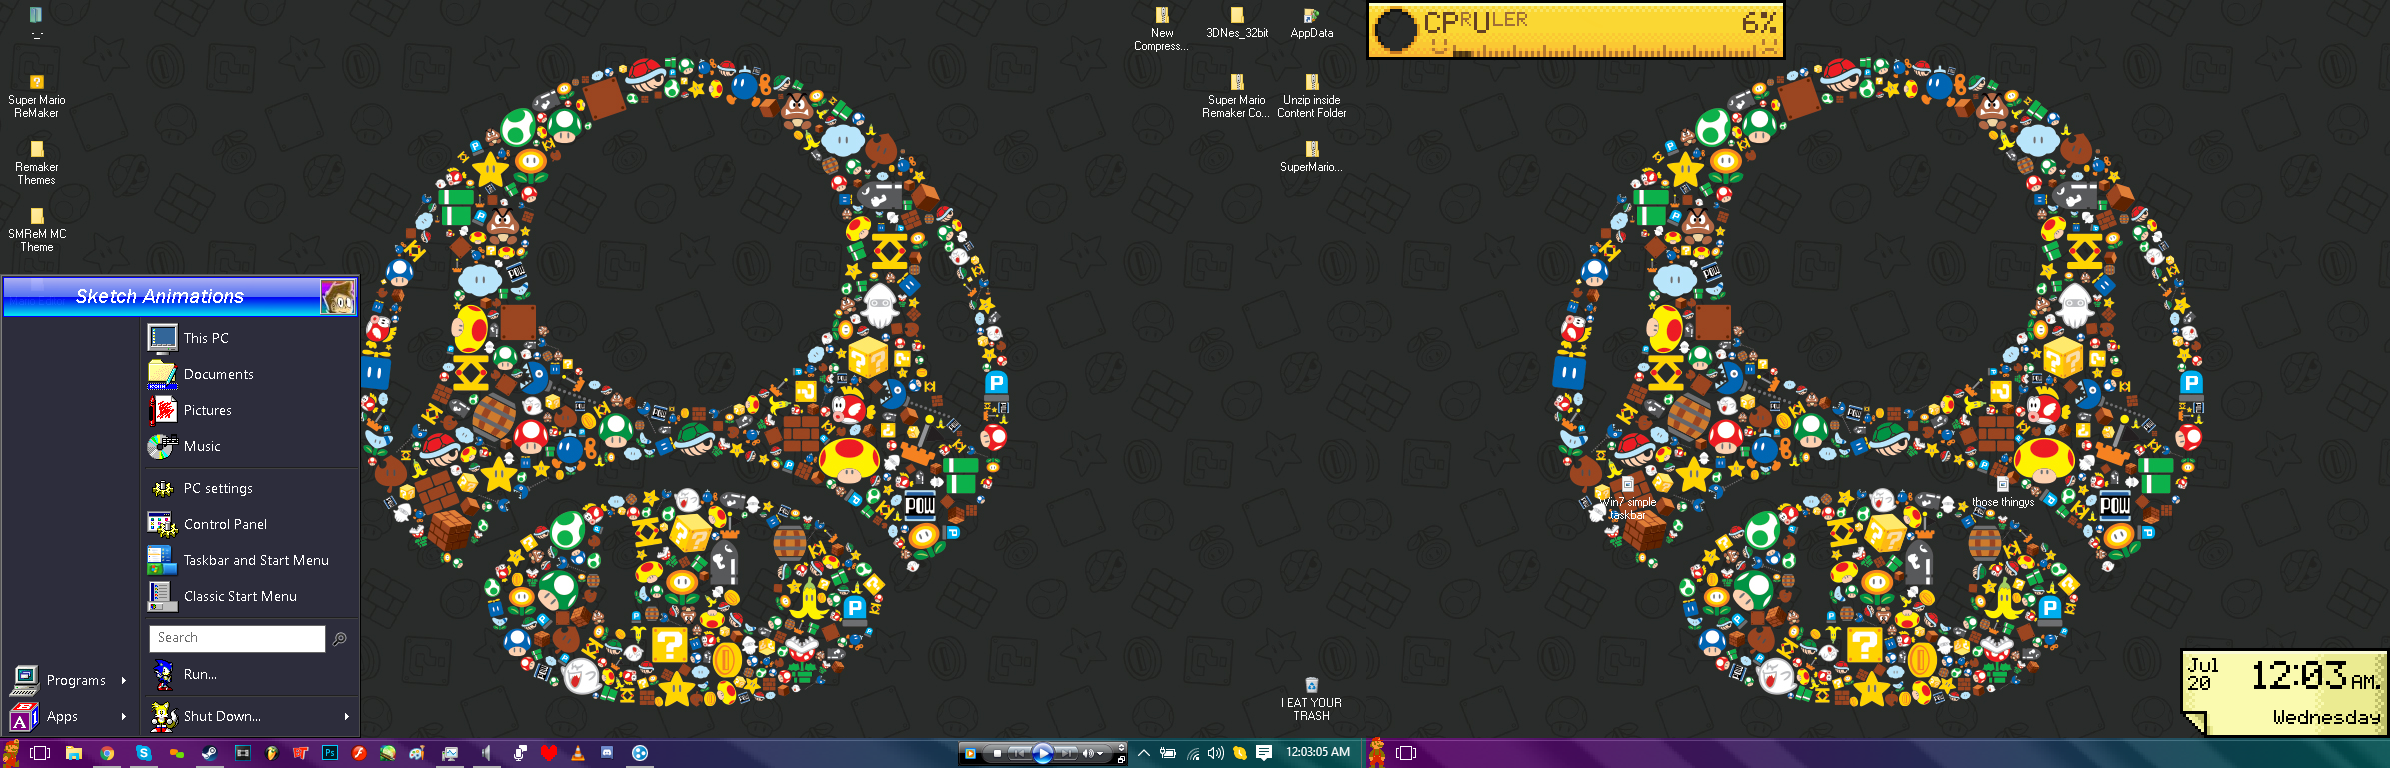 -_-
Super Mario
ReMaker
Remaker
Themes
SMReM MC
Theme
Sketch Animations
This PC
Documents
Pictures
Music
PC settings
Control Panel
Taskbar and Start Menu
Classic Start Menu
Search
Run...
Programs
Apps
Shut Down...
New
Compress...
3DNes_32bit
AppData
Super Mario
Remaker Co...
Unzip inside
Content Folder
SuperMario...
I EAT YOUR
TRASH
12:03:05 AM
CPRULER
6%
Win7 simple
taskbar
those thingys
POW
POW
P
P
P
P
Jul
20
12:03 AM.
Wednesday